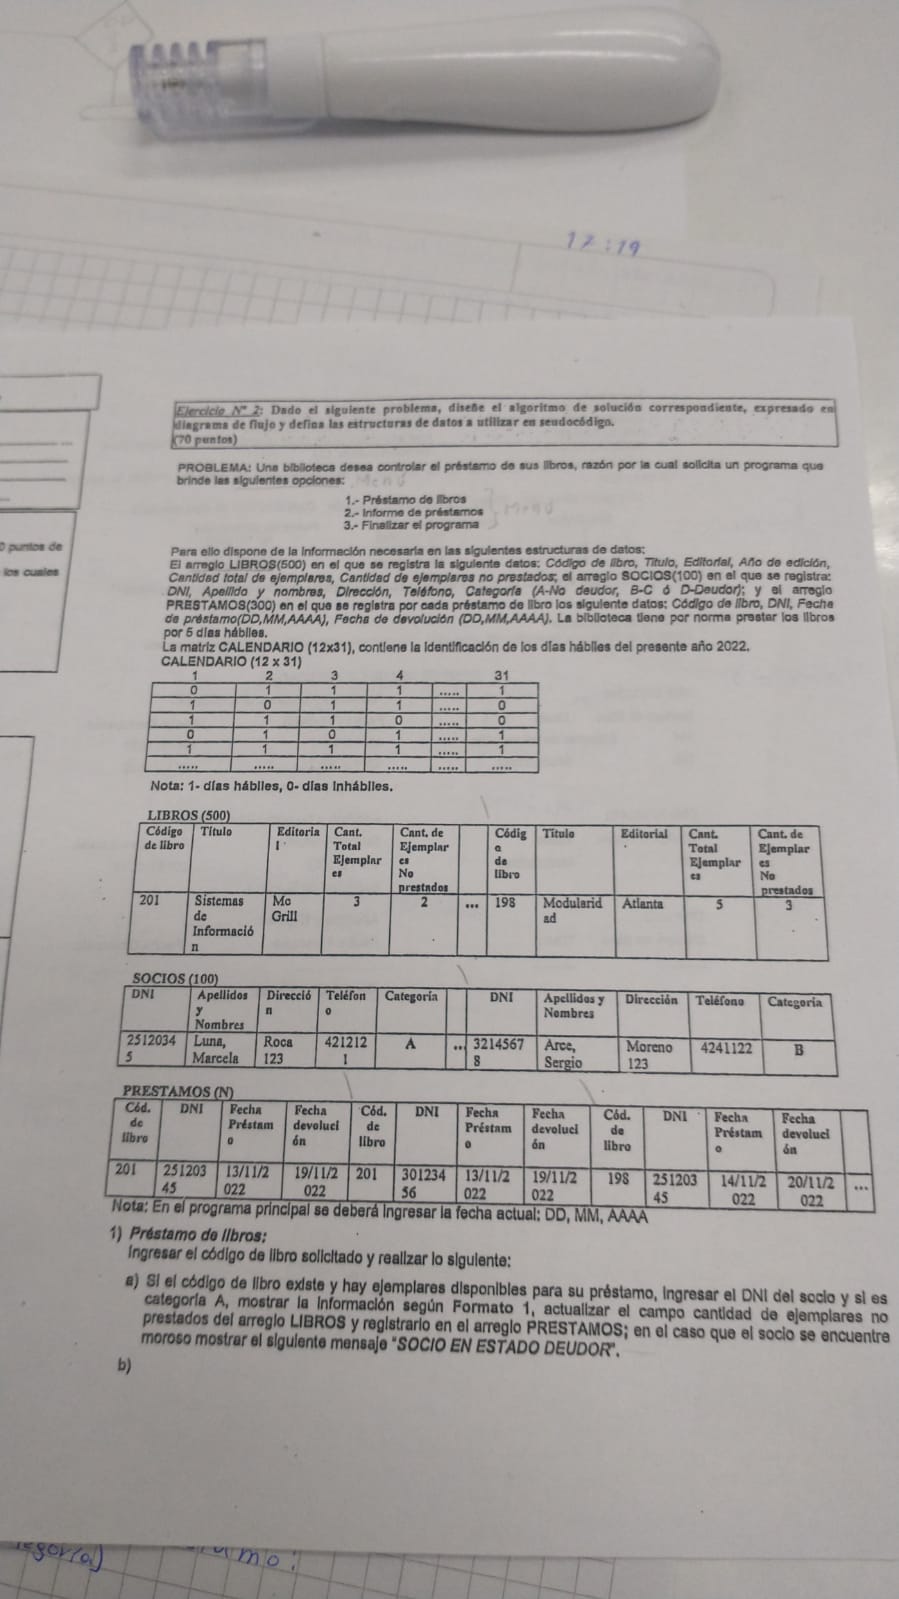 17:19
Ejercicio N° 2: Dado el siguiente problema, diseñe el algoritmo de solución correspondiente, expresado en
diagrama de flujo y defina las estructuras de datos a utilizar en seudocódigo.
(70 puntos)
PROBLEMA: Una biblioteca desea controlar el préstamo de sus libros, razón por la cual solicita un programa que
brinde las siguientes opciones: Menú
1.- Préstamo de libros
2.- Informe de préstamos
3.- Finalizar el programa
Menú
0 puntos de
los cuales
Para ello dispone de la información necesaria en las siguientes estructuras de datos:
El arreglo LIBROS(500) en el que se registra la siguiente datos: Código de libro, Título, Editorial, Año de edición,
Cantidad total de ejemplares, Cantidad de ejemplares no prestados; el arreglo SOCIOS(100) en el que se registra:
DNI, Apellido y nombres, Dirección, Teléfono, Categoría (A-No deudor, B-C ó D-Deudor); y el arreglo
PRESTAMOS(300) en el que se registra por cada préstamo de libro los siguiente datos: Código de libro, DNI, Fecha
de préstamo(DD,MM,AAAA), Fecha de devolución (DD,MM,AAAA). La biblioteca tiene por norma prestar los libros
por 5 días hábiles.
La matriz CALENDARIO (12x31), contiene la identificación de los días hábiles del presente año 2022.
CALENDARIO (12 x 31)
1 2 3 4 31
0 1 1 1 ..... 1
1 0 1 1 ..... 0
1 1 1 0 ..... 0
0 1 0 1 ..... 1
1 1 1 1 ..... 1
..... ..... ..... ..... ..... .....
Nota: 1- días hábiles, 0- días inhábiles.
LIBROS (500)
Código de libro Título Editorial Cant. Total Ejemplares Cant. de Ejemplares No prestados Código de libro Título Editorial Cant. Total Ejemplares Cant. de Ejemplares No prestados
201 Sistemas de Información Mc Grill 3 2 ... 198 Modularidad Atlanta 5 3
SOCIOS (100)
DNI Apellidos y Nombres Dirección Teléfono Categoría DNI Apellidos y Nombres Dirección Teléfono Categoría
25120345 Luna, Marcela Roca 123 4212121 A ... 32145678 Arce, Sergio Moreno 123 4241122 B
PRESTAMOS (N)
Cód. de libro DNI Fecha Préstamo Fecha devolución Cód. de libro DNI Fecha Préstamo Fecha devolución Cód. de libro DNI Fecha Préstamo Fecha devolución
201 25120345 13/11/2022 19/11/2022 201 30123456 13/11/2022 19/11/2022 198 25120345 14/11/2022 20/11/2022 ...
Nota: En el programa principal se deberá ingresar la fecha actual: DD, MM, AAAA
1) Préstamo de libros:
Ingresar el código de libro solicitado y realizar lo siguiente:
a) Si el código de libro existe y hay ejemplares disponibles para su préstamo, ingresar el DNI del socio y si es
categoría A, mostrar la información según Formato 1, actualizar el campo cantidad de ejemplares no
prestados del arreglo LIBROS y registrarlo en el arreglo PRESTAMOS; en el caso que el socio se encuentre
moroso mostrar el siguiente mensaje "SOCIO EN ESTADO DEUDOR".
b)